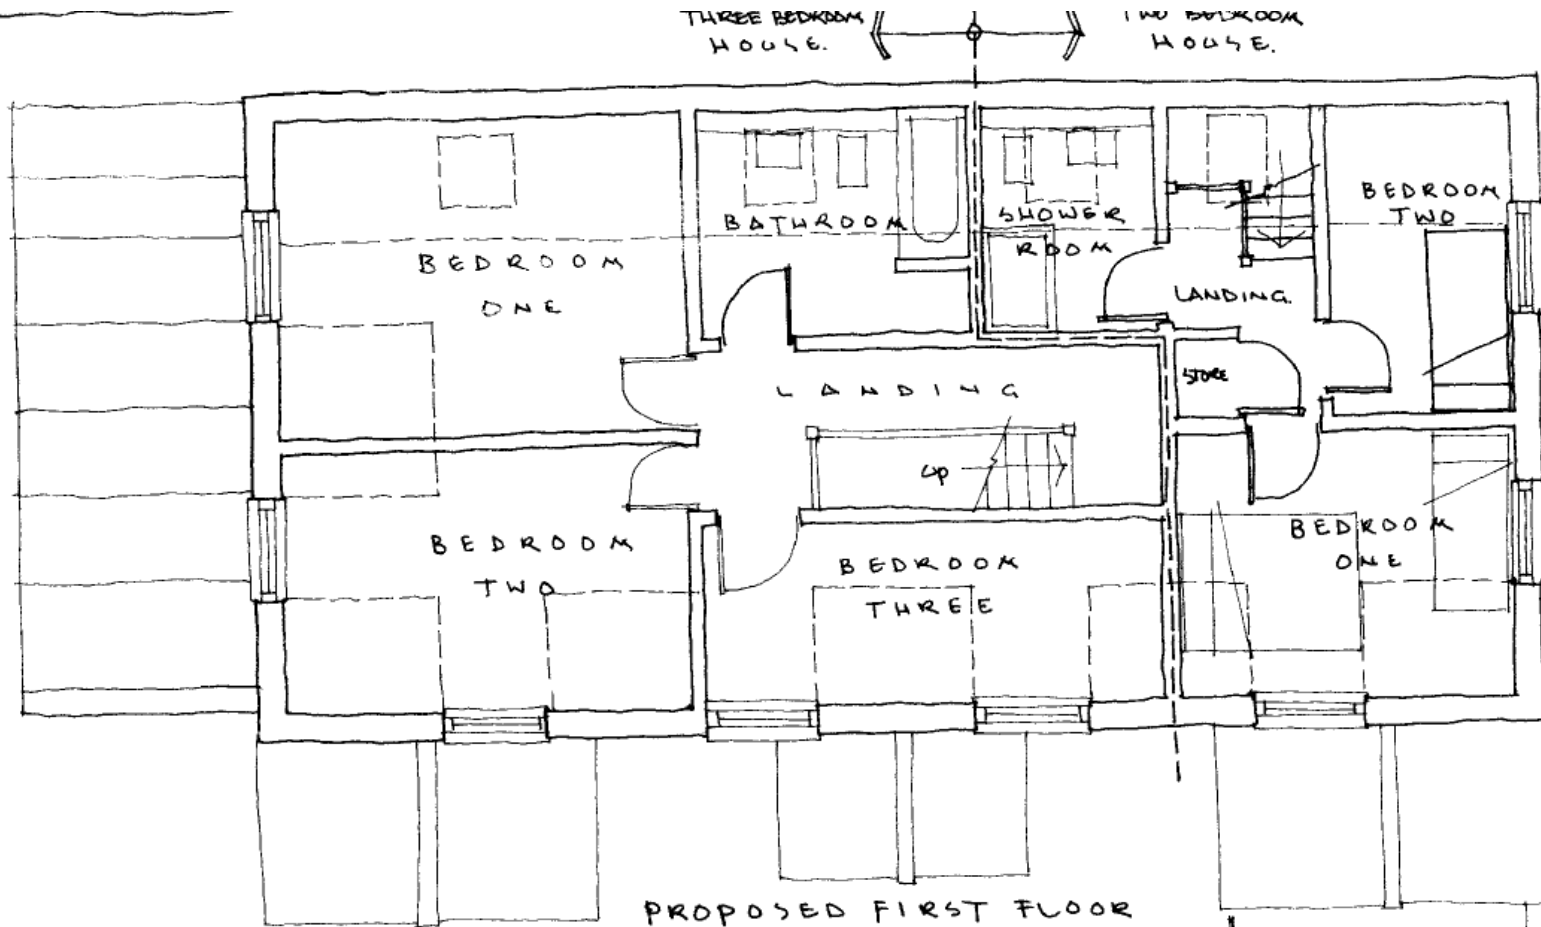 THREE BEDROOM
HOUSE.
TWO BEDROOM
HOUSE.
BEDROOM
ONE
BATHROOM
SHOWER
ROOM
BEDROOM
TWO
LANDING.
STORE
LANDING
UP
BEDROOM
TWO
BEDROOM
THREE
BEDROOM
ONE
PROPOSED FIRST FLOOR